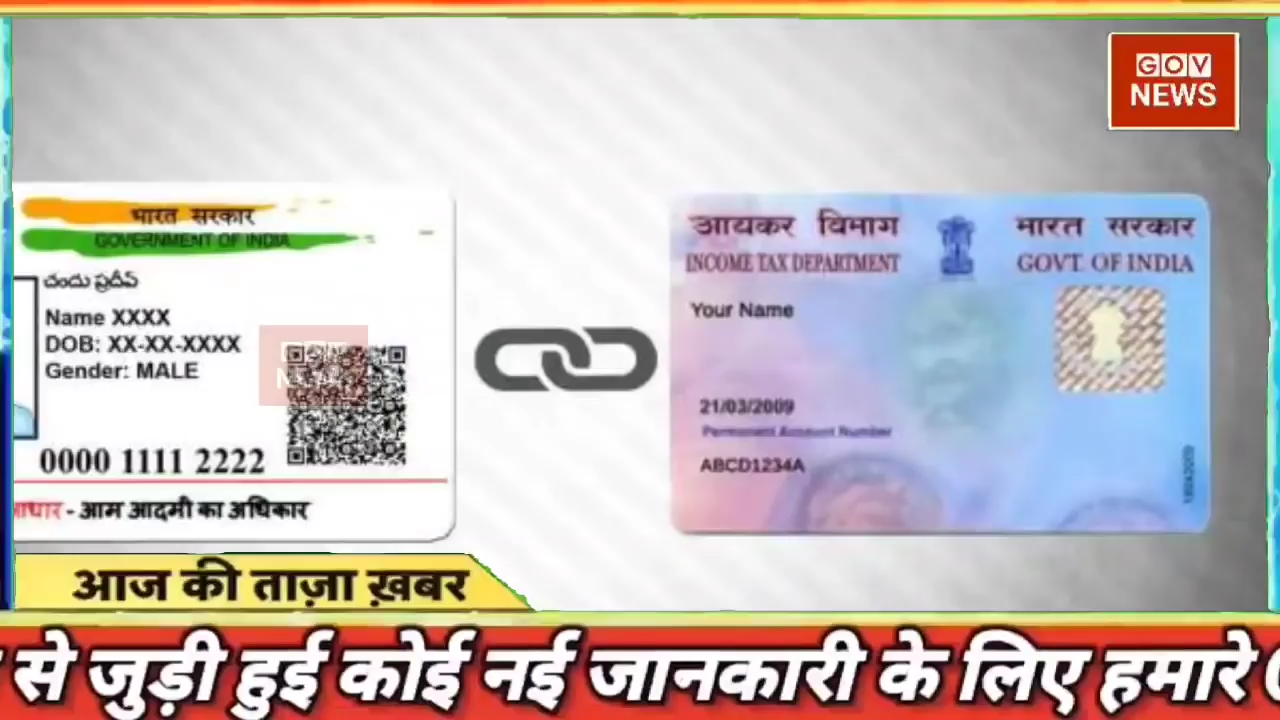 GOV
NEWS
भारत सरकार
GOVERNMENT OF INDIA
చందు ప్రదీప్
Name XXXX
DOB: XX-XX-XXXX
Gender: MALE
0000 1111 2222
आधार - आम आदमी का अधिकार
आयकर विभाग
INCOME TAX DEPARTMENT
भारत सरकार
GOVT. OF INDIA
Your Name
21/03/2009
Permanent Account Number
ABCD1234A
आज की ताज़ा ख़बर
से जुड़ी हुई कोई नई जानकारी के लिए हमारे